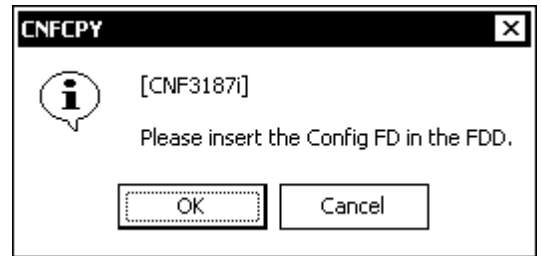 CNFCPY
[CNF3187i]
Please insert the Config FD in the FDD.
OK
Cancel